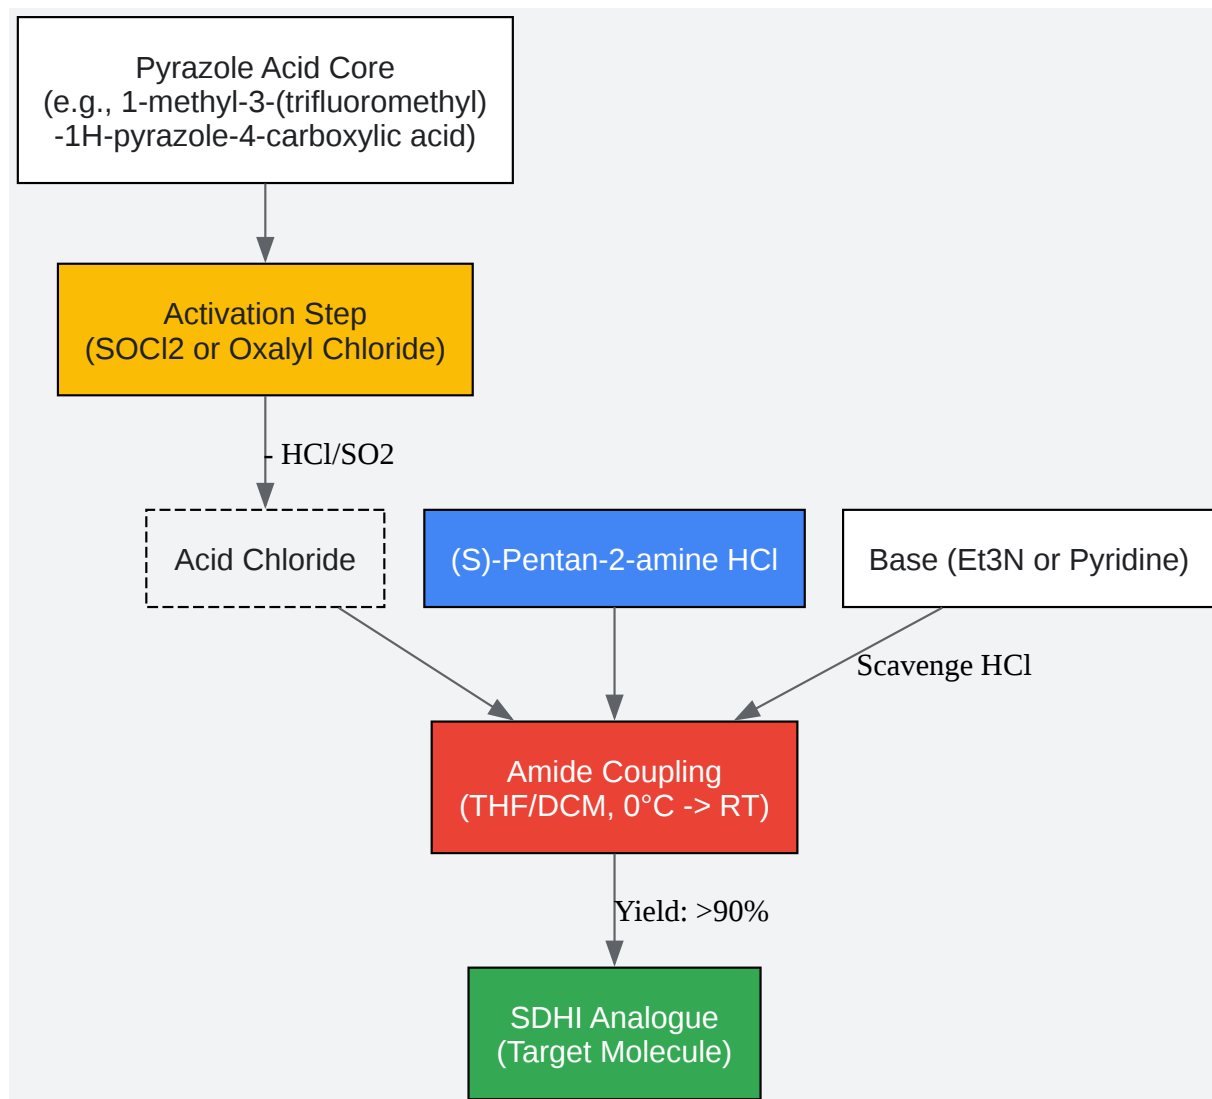 Pyrazole Acid Core
(e.g., 1-methyl-3-(trifluoromethyl)
-1H-pyrazole-4-carboxylic acid)
Activation Step
(SOCl2 or Oxalyl Chloride)
- HCl/SO2
Acid Chloride
(S)-Pentan-2-amine HCl
Base (Et3N or Pyridine)
Scavenge HCl
Amide Coupling
(THF/DCM, 0°C -> RT)
Yield: >90%
SDHI Analogue
(Target Molecule)